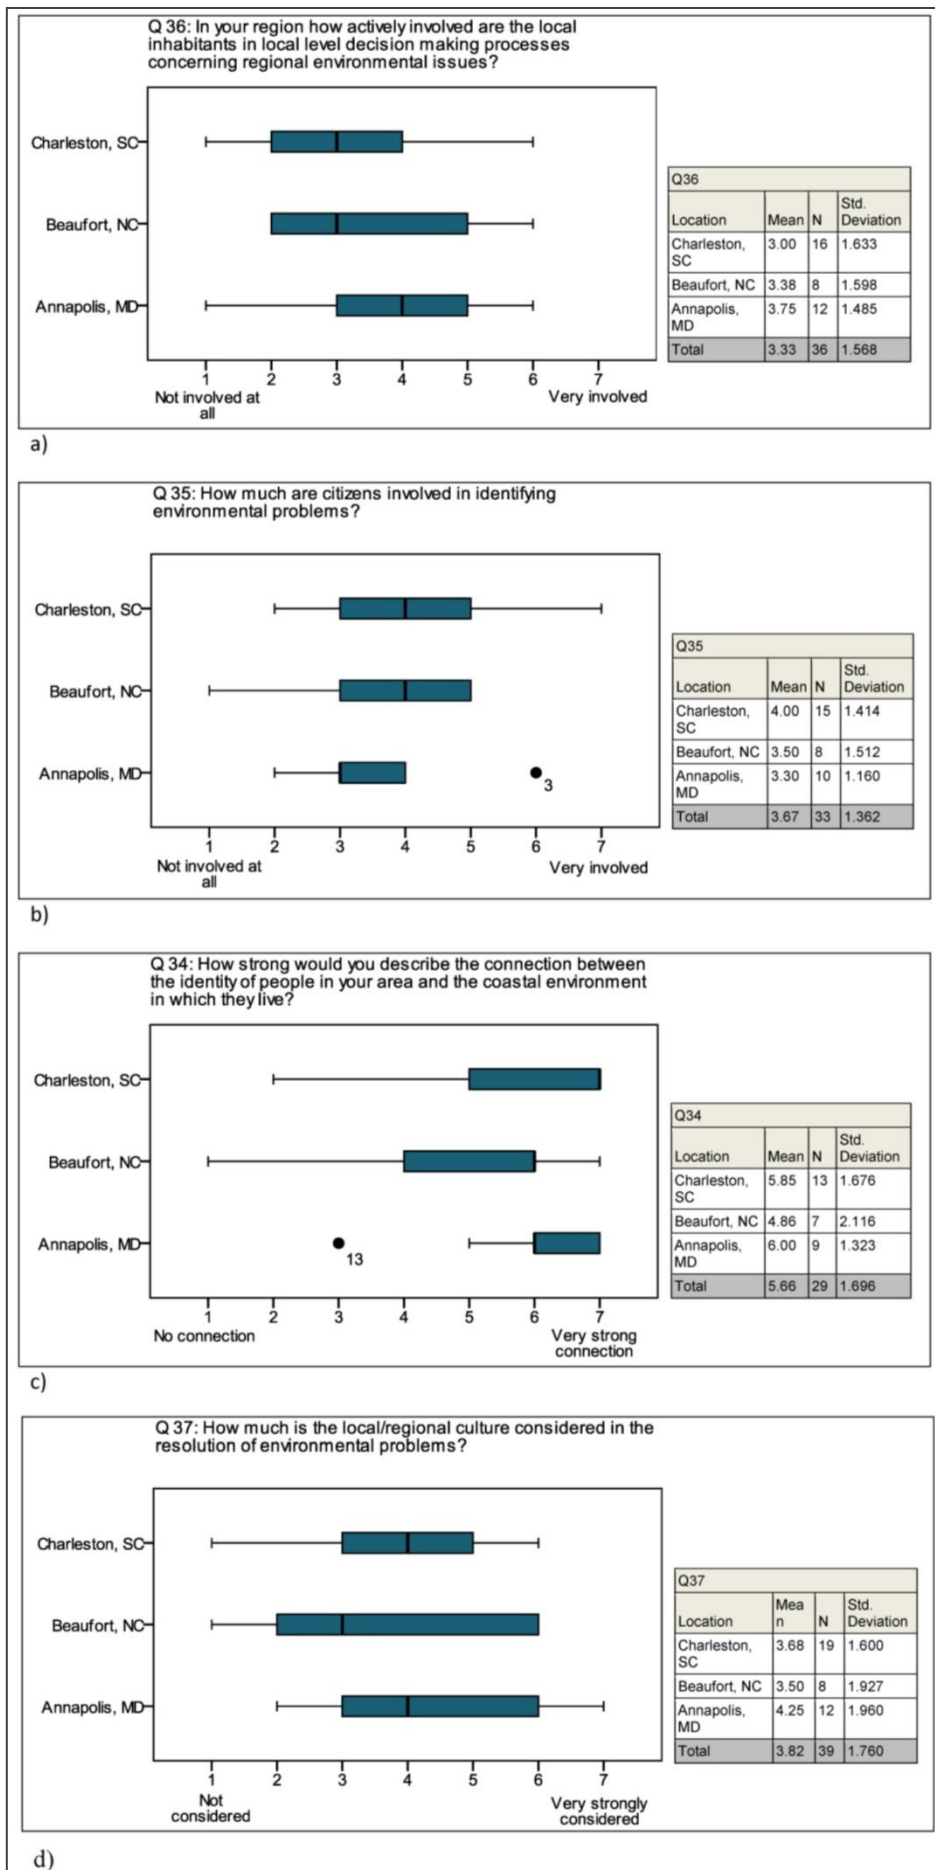 Q 36: In your region how actively involved are the local
inhabitants in local level decision making processes
concerning regional environmental issues?
Charleston, SC
Beaufort, NC
Annapolis, MD
1 2 3 4 5 6 7
Not involved at Very involved
all
Q36
Location Mean N Std. Deviation
Charleston, SC 3.00 16 1.633
Beaufort, NC 3.38 8 1.598
Annapolis, MD 3.75 12 1.485
Total 3.33 36 1.568
a)
Q 35: How much are citizens involved in identifying
environmental problems?
Charleston, SC
Beaufort, NC
Annapolis, MD
3
1 2 3 4 5 6 7
Not involved at Very involved
all
Q35
Location Mean N Std. Deviation
Charleston, SC 4.00 15 1.414
Beaufort, NC 3.50 8 1.512
Annapolis, MD 3.30 10 1.160
Total 3.67 33 1.362
b)
Q 34: How strong would you describe the connection between
the identity of people in your area and the coastal environment
in which they live?
Charleston, SC
Beaufort, NC
Annapolis, MD
13
1 2 3 4 5 6 7
No connection Very strong
connection
Q34
Location Mean N Std. Deviation
Charleston, SC 5.85 13 1.676
Beaufort, NC 4.86 7 2.116
Annapolis, MD 6.00 9 1.323
Total 5.66 29 1.696
c)
Q 37: How much is the local/regional culture considered in the
resolution of environmental problems?
Charleston, SC
Beaufort, NC
Annapolis, MD
1 2 3 4 5 6 7
Not Very strongly
considered considered
Q37
Location Mea n N Std. Deviation
Charleston, SC 3.68 19 1.600
Beaufort, NC 3.50 8 1.927
Annapolis, MD 4.25 12 1.960
Total 3.82 39 1.760
d)